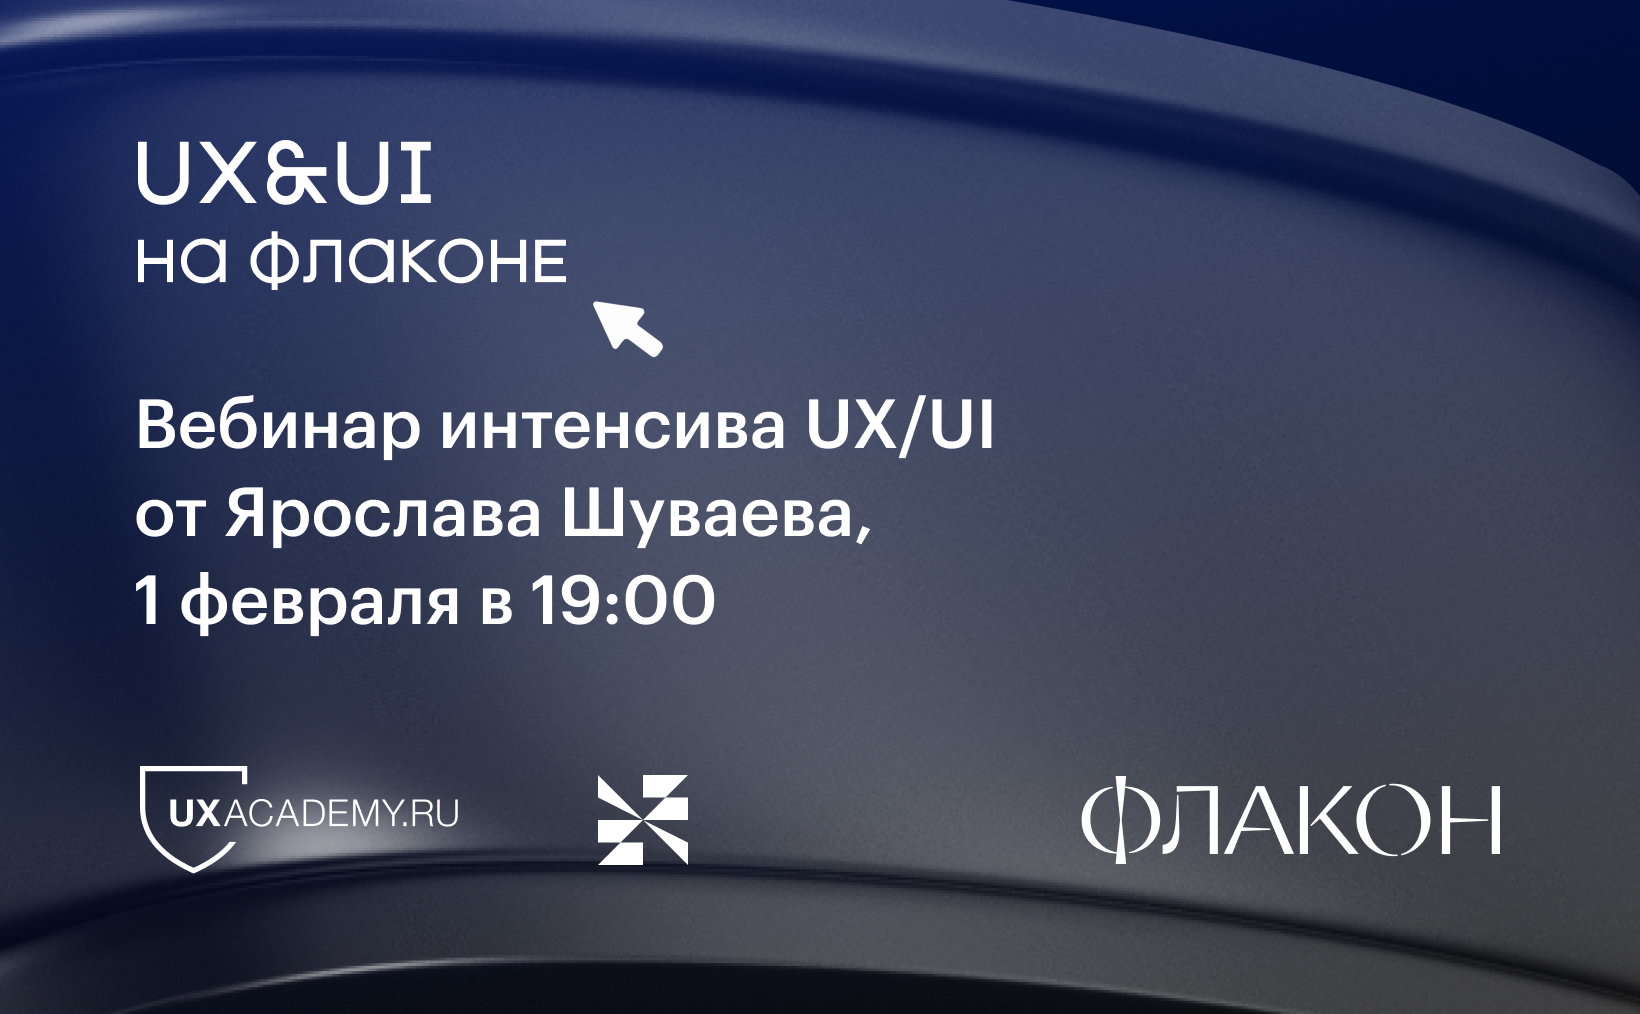 UX&UI
на флаконе
Вебинар интенсива UX/UI
от Ярослава Шуваева,
1 февраля в 19:00
UXACADEMY.RU
ФЛАКОН